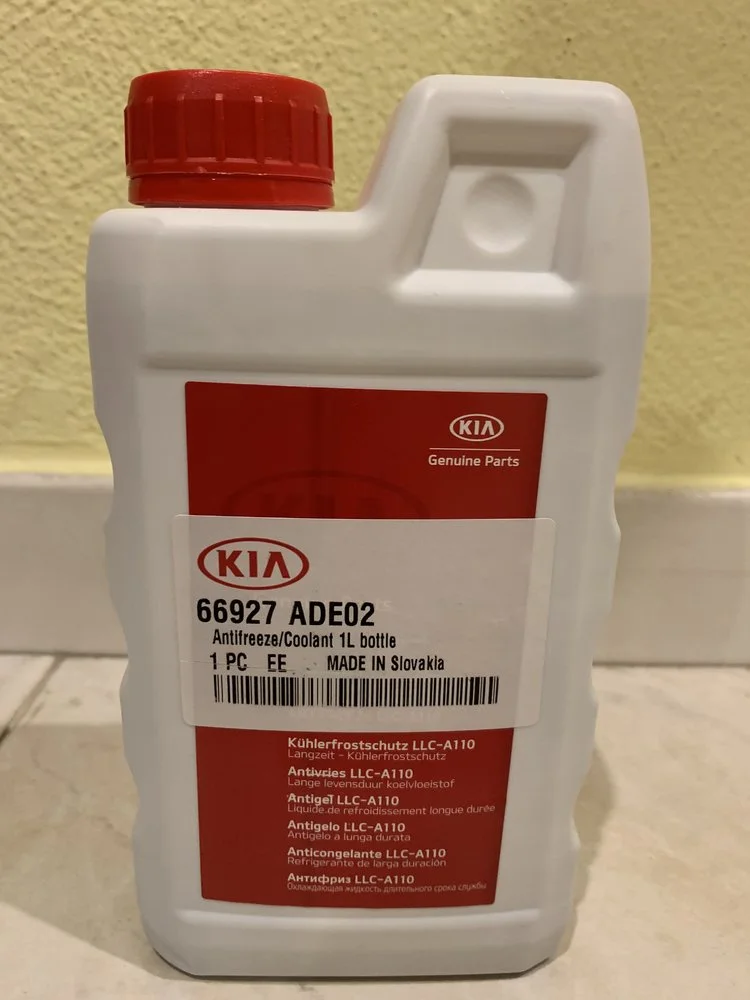 KIA
Genuine Parts
KIA
KIA
66927 ADE02
Antifreeze/Coolant 1L bottle
1 PC EE MADE IN Slovakia
Kühlerfrostschutz LLC-A110
Langzeit - Kühlerfrostschutz
Antivries LLC-A110
Lange levensduur koelvloeistof
Antigel LLC-A110
Liquide de refroidissement longue durée
Antigelo LLC-A110
Antigelo a lunga durata
Anticongelante LLC-A110
Refrigerante de larga duración
Антифриз LLC-A110
Охлаждающая жидкость длительного срока службы